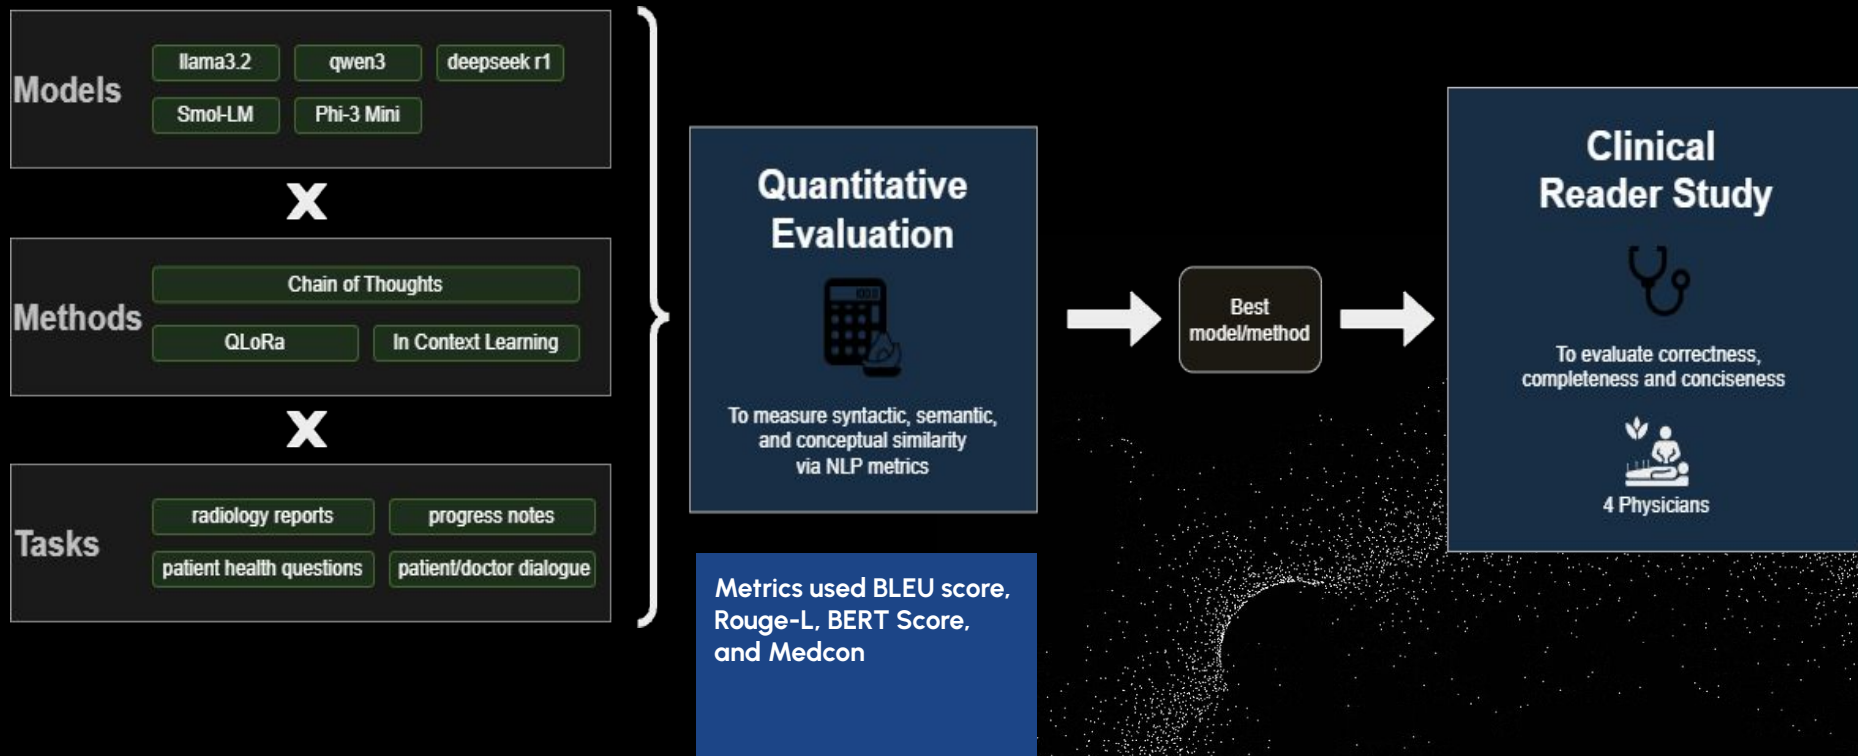 Models
llama3.2
qwen3
deepseek r1
Smol-LM
Phi-3 Mini
X
Methods
Chain of Thoughts
QLoRa
In Context Learning
X
Tasks
radiology reports
progress notes
patient health questions
patient/doctor dialogue
Quantitative
Evaluation
To measure syntactic, semantic,
and conceptual similarity
via NLP metrics
Metrics used BLEU score,
Rouge-L, BERT Score,
and Medcon
Best
model/method
Clinical
Reader Study
To evaluate correctness,
completeness and conciseness
4 Physicians